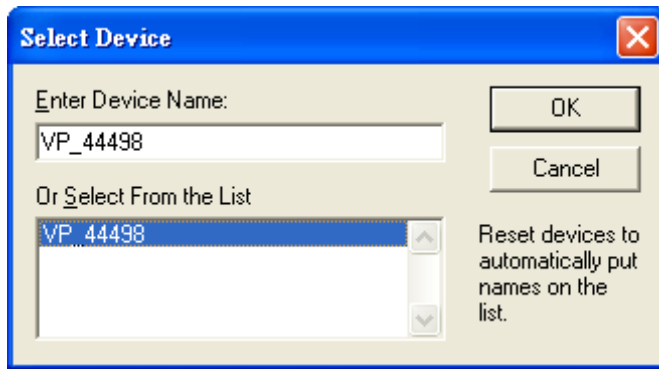 Select Device
Enter Device Name:
OK
VP_44498
Cancel
Or Select From the List
VP_44498
Reset devices to
automatically put
names on the
list.